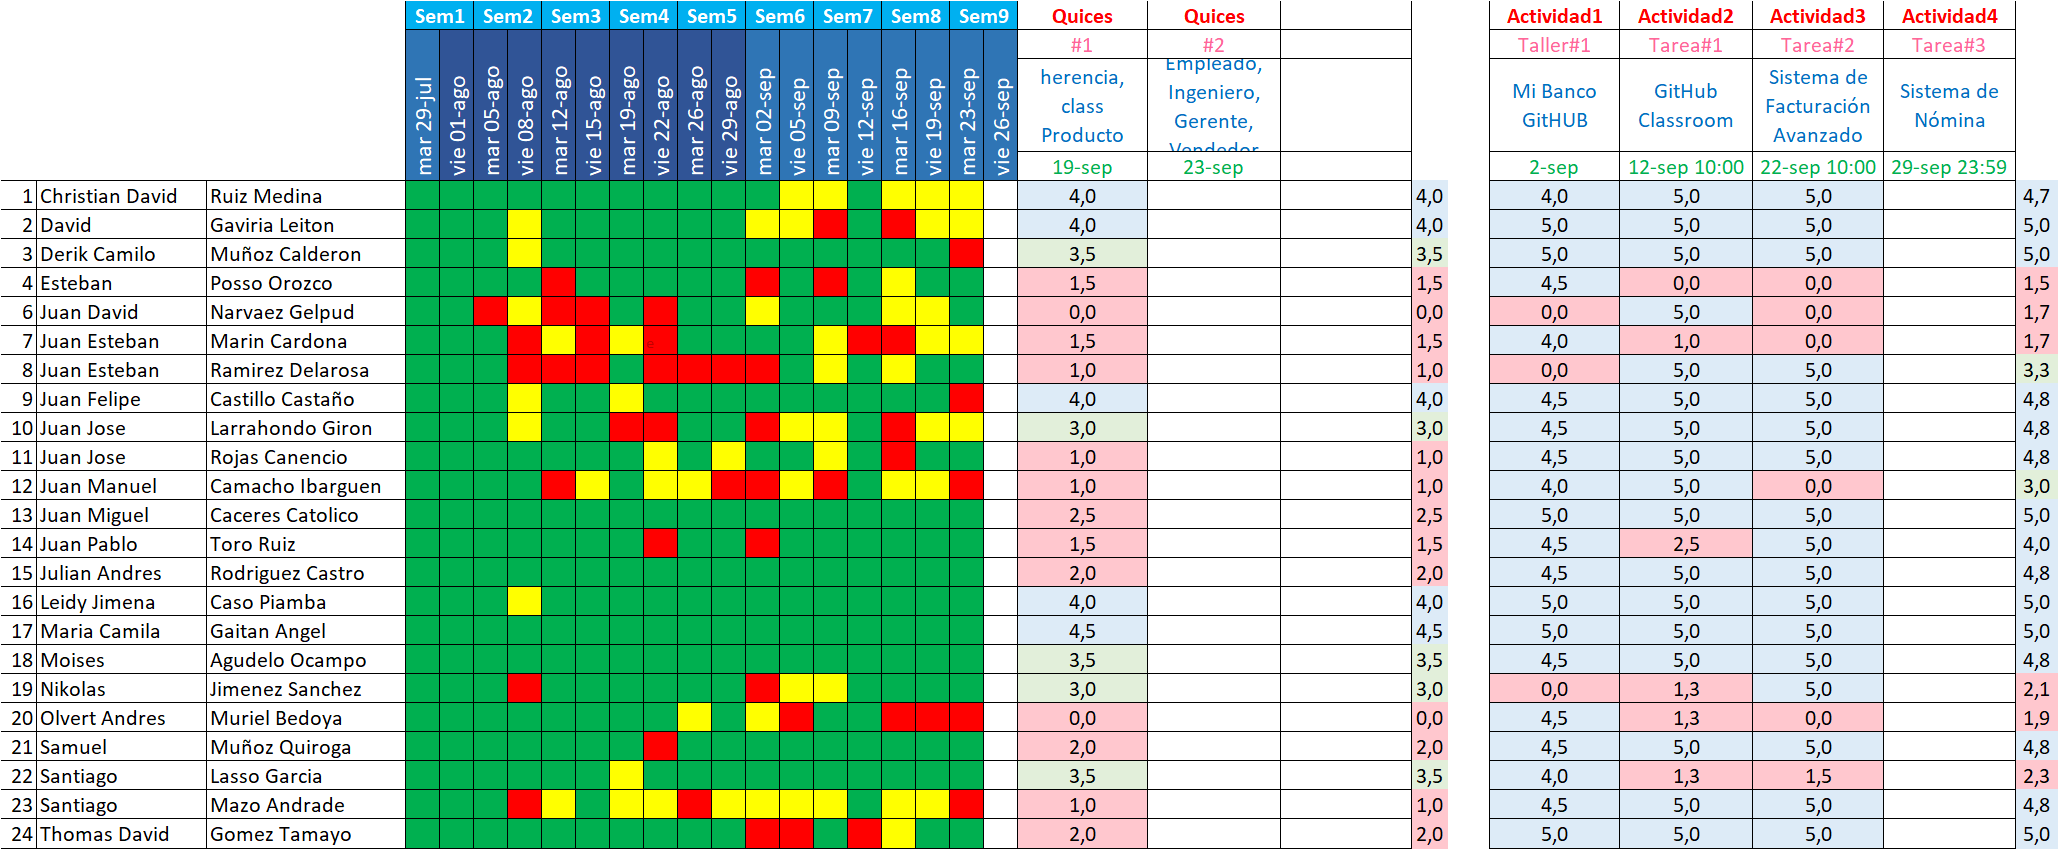 Sem1 Sem2 Sem3 Sem4 Sem5 Sem6 Sem7 Sem8 Sem9 Quices Quices Actividad1 Actividad2 Actividad3 Actividad4
#1 #2 Taller#1 Tarea#1 Tarea#2 Tarea#3
mar 29-jul
vie 01-ago
mar 05-ago
vie 08-ago
mar 12-ago
vie 15-ago
mar 19-ago
vie 22-ago
mar 26-ago
vie 29-ago
mar 02-sep
vie 05-sep
mar 09-sep
vie 12-sep
mar 16-sep
vie 19-sep
mar 23-sep
vie 26-sep
herencia,
class
Producto
Empleado,
Ingeniero,
Gerente,
Vendedor
Mi Banco
GitHUB
GitHub
Classroom
Sistema de
Facturación
Avanzado
Sistema de
Nómina
19-sep 23-sep 2-sep 12-sep 10:00 22-sep 10:00 29-sep 23:59
1 Christian David Ruiz Medina 4,0 4,0 4,0 5,0 5,0 4,7
2 David Gaviria Leiton 4,0 4,0 5,0 5,0 5,0 5,0
3 Derik Camilo Muñoz Calderon 3,5 3,5 5,0 5,0 5,0 5,0
4 Esteban Posso Orozco 1,5 1,5 4,5 0,0 0,0 1,5
6 Juan David Narvaez Gelpud 0,0 0,0 0,0 5,0 0,0 1,7
7 Juan Esteban Marin Cardona e 1,5 1,5 4,0 1,0 0,0 1,7
8 Juan Esteban Ramirez Delarosa 1,0 1,0 0,0 5,0 5,0 3,3
9 Juan Felipe Castillo Castaño 4,0 4,0 4,5 5,0 5,0 4,8
10 Juan Jose Larrahondo Giron 3,0 3,0 4,5 5,0 5,0 4,8
11 Juan Jose Rojas Canencio 1,0 1,0 4,5 5,0 5,0 4,8
12 Juan Manuel Camacho Ibarguen 1,0 1,0 4,0 5,0 0,0 3,0
13 Juan Miguel Caceres Catolico 2,5 2,5 5,0 5,0 5,0 5,0
14 Juan Pablo Toro Ruiz 1,5 1,5 4,5 2,5 5,0 4,0
15 Julian Andres Rodriguez Castro 2,0 2,0 4,5 5,0 5,0 4,8
16 Leidy Jimena Caso Piamba 4,0 4,0 5,0 5,0 5,0 5,0
17 Maria Camila Gaitan Angel 4,5 4,5 5,0 5,0 5,0 5,0
18 Moises Agudelo Ocampo 3,5 3,5 4,5 5,0 5,0 4,8
19 Nikolas Jimenez Sanchez 3,0 3,0 0,0 1,3 5,0 2,1
20 Olvert Andres Muriel Bedoya 0,0 0,0 4,5 1,3 0,0 1,9
21 Samuel Muñoz Quiroga 2,0 2,0 4,5 5,0 5,0 4,8
22 Santiago Lasso Garcia 3,5 3,5 4,0 1,3 1,5 2,3
23 Santiago Mazo Andrade 1,0 1,0 4,5 5,0 5,0 4,8
24 Thomas David Gomez Tamayo 2,0 2,0 5,0 5,0 5,0 5,0